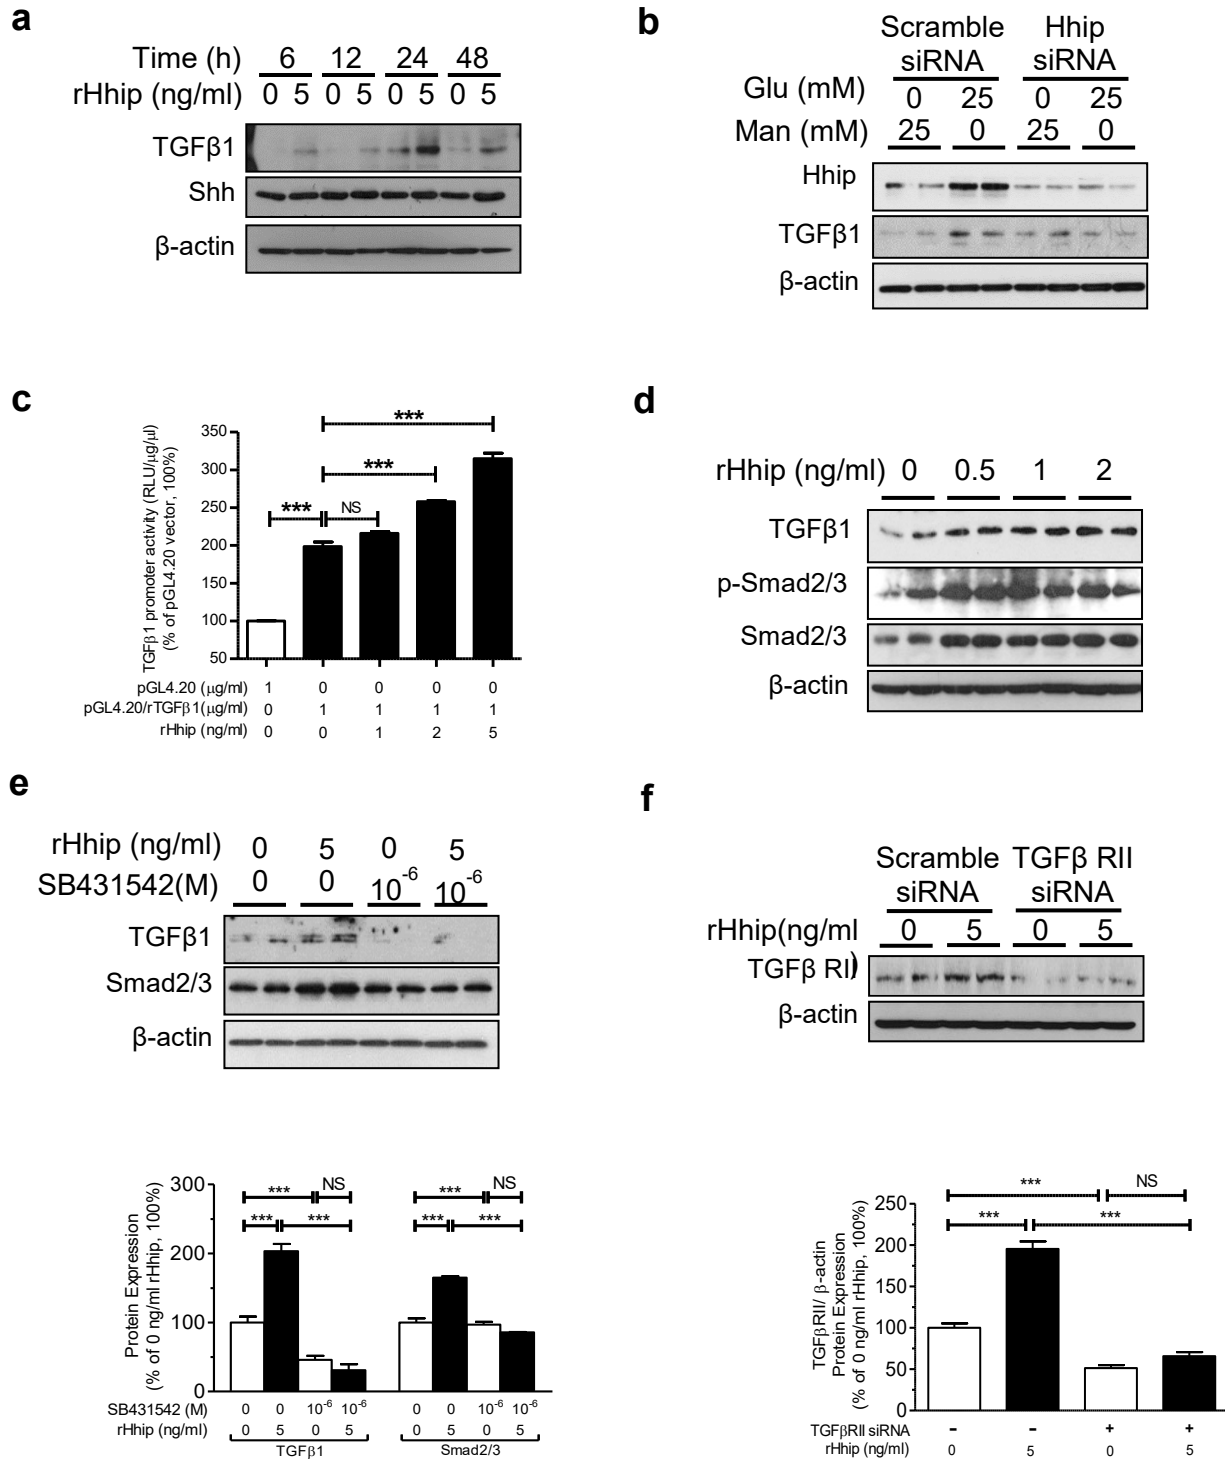 a
Time (h) 6 12 24 48
rHhip (ng/ml) 0 5 0 5 0 5 0 5
TGFβ1
Shh
β-actin
b
Scramble siRNA Hhip siRNA
Glu (mM) 0 25 0 25
Man (mM) 25 0 25 0
Hhip
TGFβ1
β-actin
c
TGFβ1 promoter activity (RLU/μg/μl)
(% of pGL4.20 vector, 100%)
350
300
250
200
150
100
50
***
***
*** NS
pGL4.20 (μg/ml) 1 0 0 0 0
pGL4.20/rTGFβ1(μg/ml) 0 1 1 1 1
rHhip (ng/ml) 0 0 1 2 5
d
rHhip (ng/ml) 0 0.5 1 2
TGFβ1
p-Smad2/3
Smad2/3
β-actin
e
rHhip (ng/ml) 0 5 0 5
SB431542(M) 0 0 10⁻⁶ 10⁻⁶
TGFβ1
Smad2/3
β-actin
Protein Expression
(% of 0 ng/ml rHhip, 100%)
300
200
100
0
*** NS *** NS
*** *** *** ***
SB431542 (M) 0 0 10⁻⁶ 10⁻⁶ 0 0 10⁻⁶ 10⁻⁶
rHhip (ng/ml) 0 5 0 5 0 5 0 5
TGFβ1 Smad2/3
f
Scramble siRNA TGFβ RII siRNA
rHhip(ng/ml) 0 5 0 5
TGFβ RII
β-actin
TGFβRII/ β-actin
Protein Expression
(% of 0 ng/ml rHhip, 100%)
250
200
150
100
50
0
*** NS
*** ***
TGFβRII siRNA - - + +
rHhip (ng/ml) 0 5 0 5